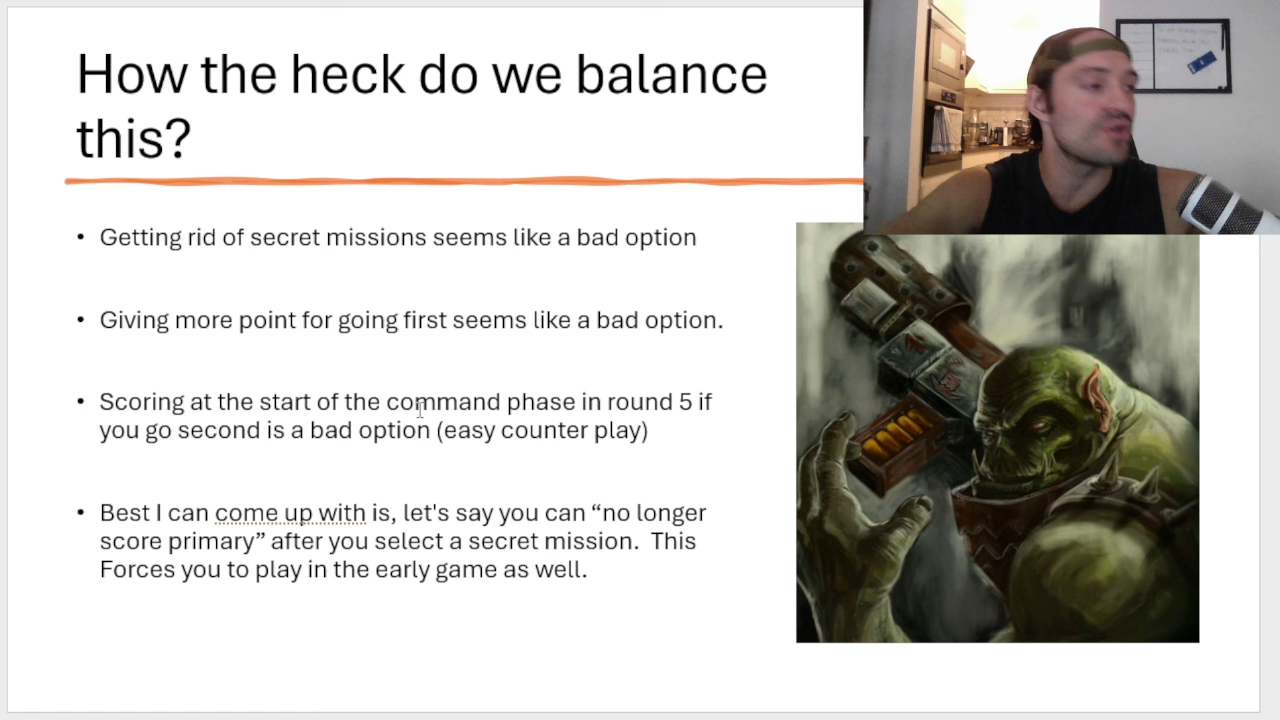 How the heck do we balance
this?
• Getting rid of secret missions seems like a bad option
• Giving more point for going first seems like a bad option.
• Scoring at the start of the command phase in round 5 if
you go second is a bad option (easy counter play)
• Best I can come up with is, let's say you can “no longer
score primary” after you select a secret mission.  This
Forces you to play in the early game as well.